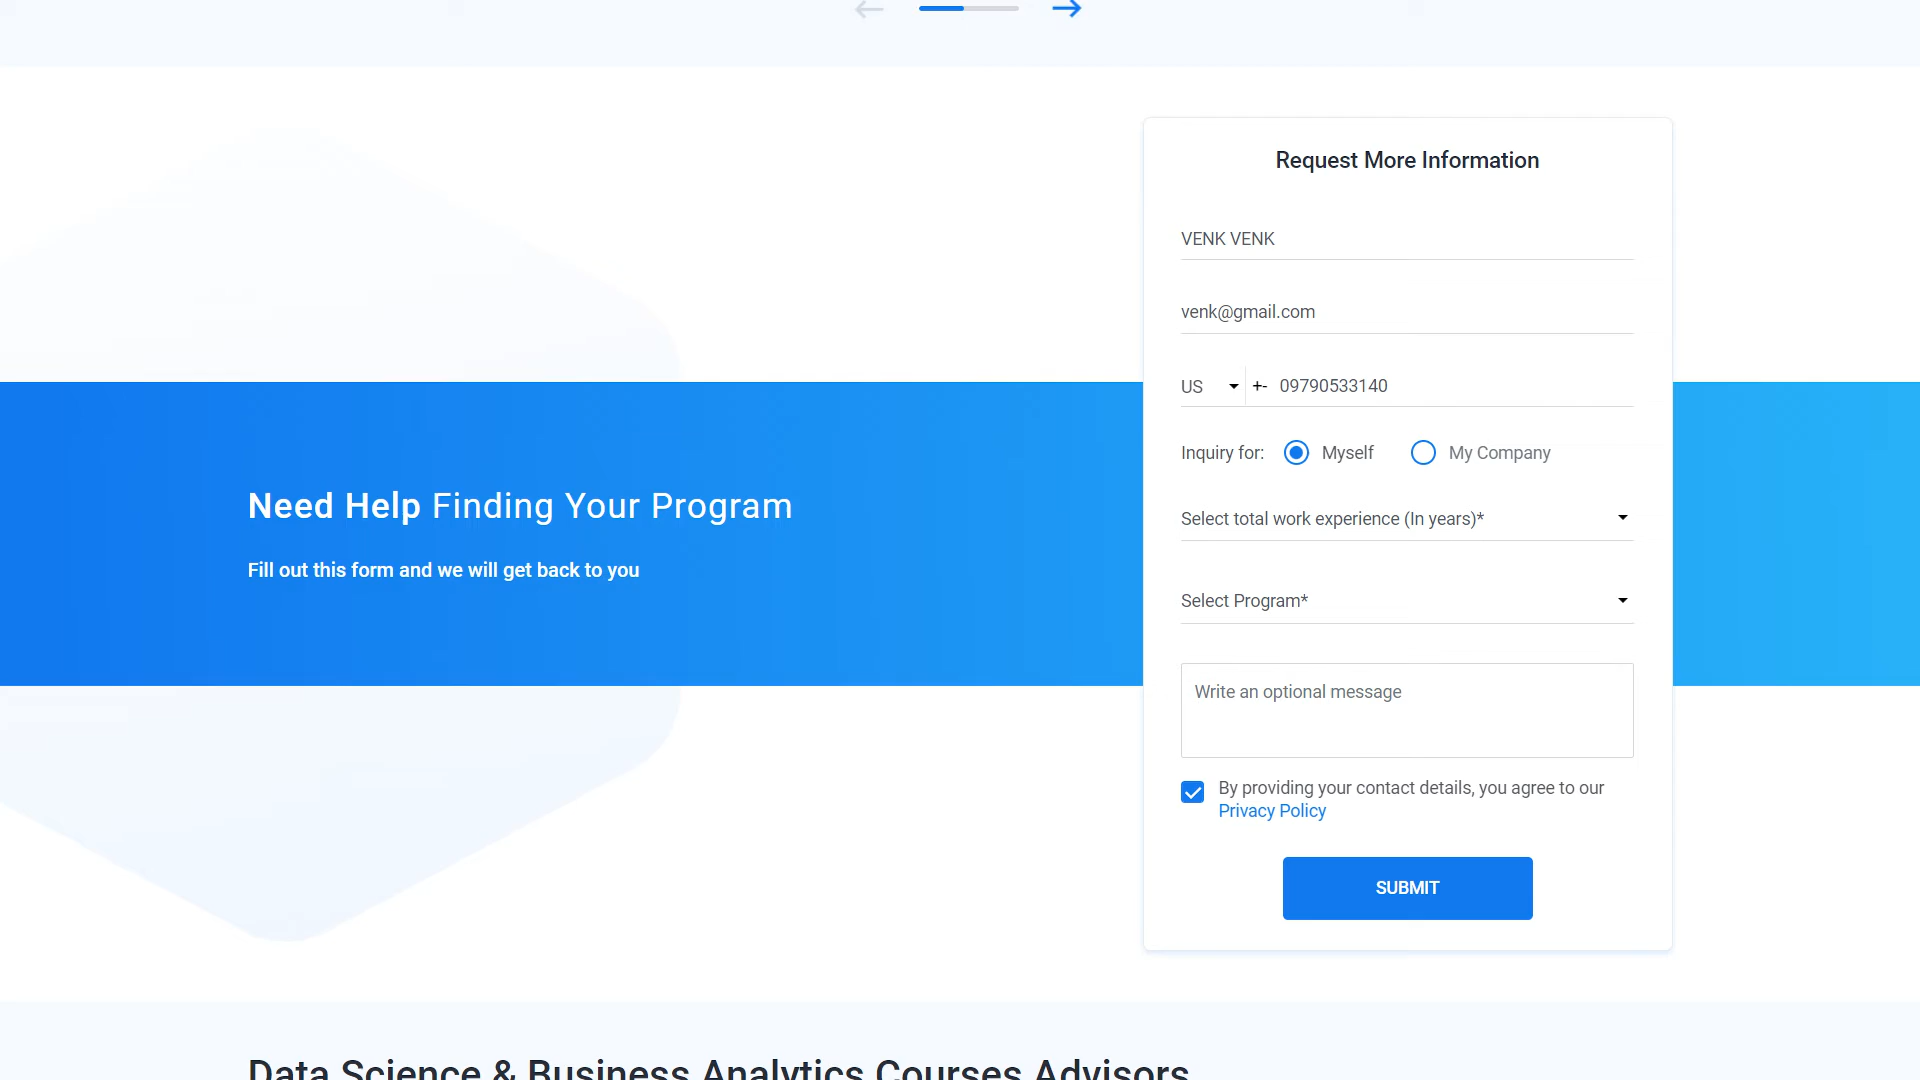 Request More Information
VENK VENK
venk@gmail.com
US +- 09790533140
Inquiry for: Myself My Company
Select total work experience (In years)*
Need Help Finding Your Program
Fill out this form and we will get back to you
Select Program*
Write an optional message
By providing your contact details, you agree to our
Privacy Policy
SUBMIT
Data Science & Business Analytics Courses Advisors